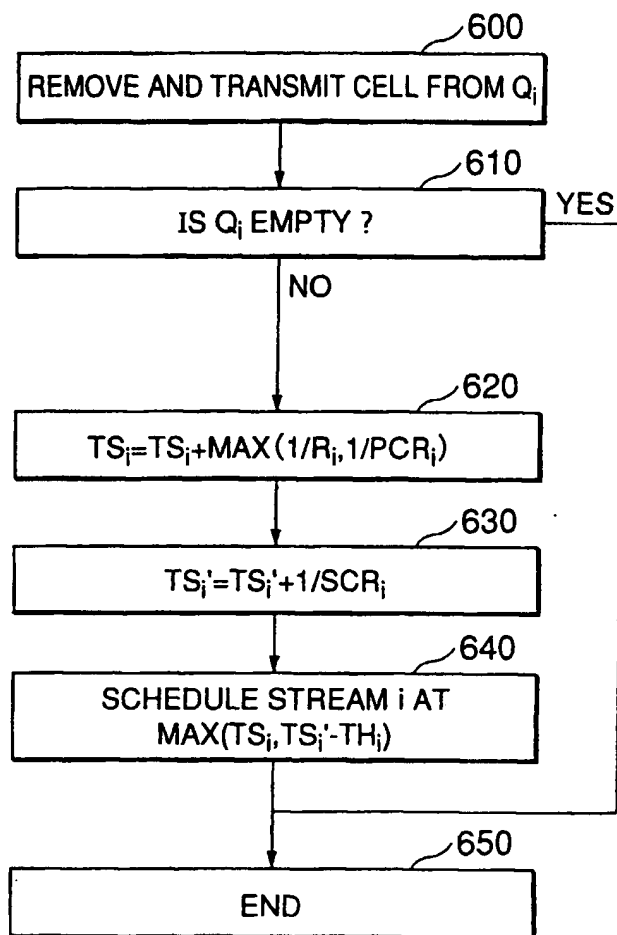 600
REMOVE AND TRANSMIT CELL FROM Qi
610
IS Qi EMPTY ?
YES
NO
620
TSi=TSi+MAX(1/Ri,1/PCRi)
630
TSi'=TSi'+1/SCRi
640
SCHEDULE STREAM i AT
MAX(TSi,TSi'-THi)
650
END